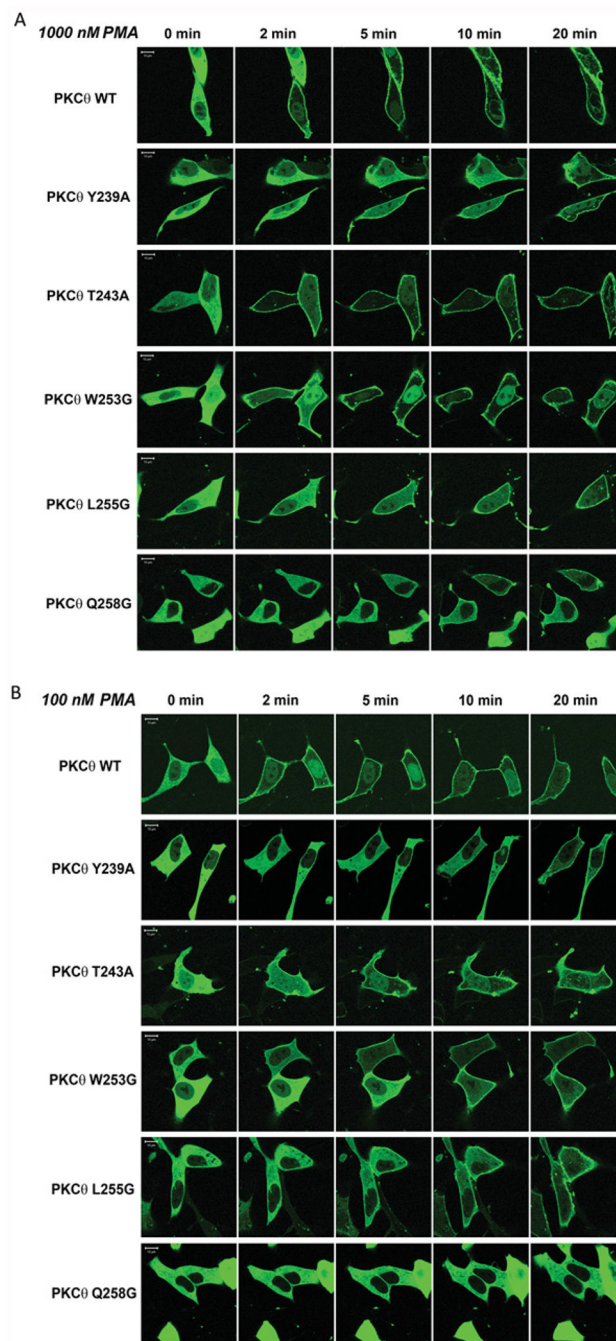 A
1000 nM PMA 0 min 2 min 5 min 10 min 20 min
PKCθ WT
PKCθ Y239A
PKCθ T243A
PKCθ W253G
PKCθ L255G
PKCθ Q258G
B
100 nM PMA 0 min 2 min 5 min 10 min 20 min
PKCθ WT
PKCθ Y239A
PKCθ T243A
PKCθ W253G
PKCθ L255G
PKCθ Q258G